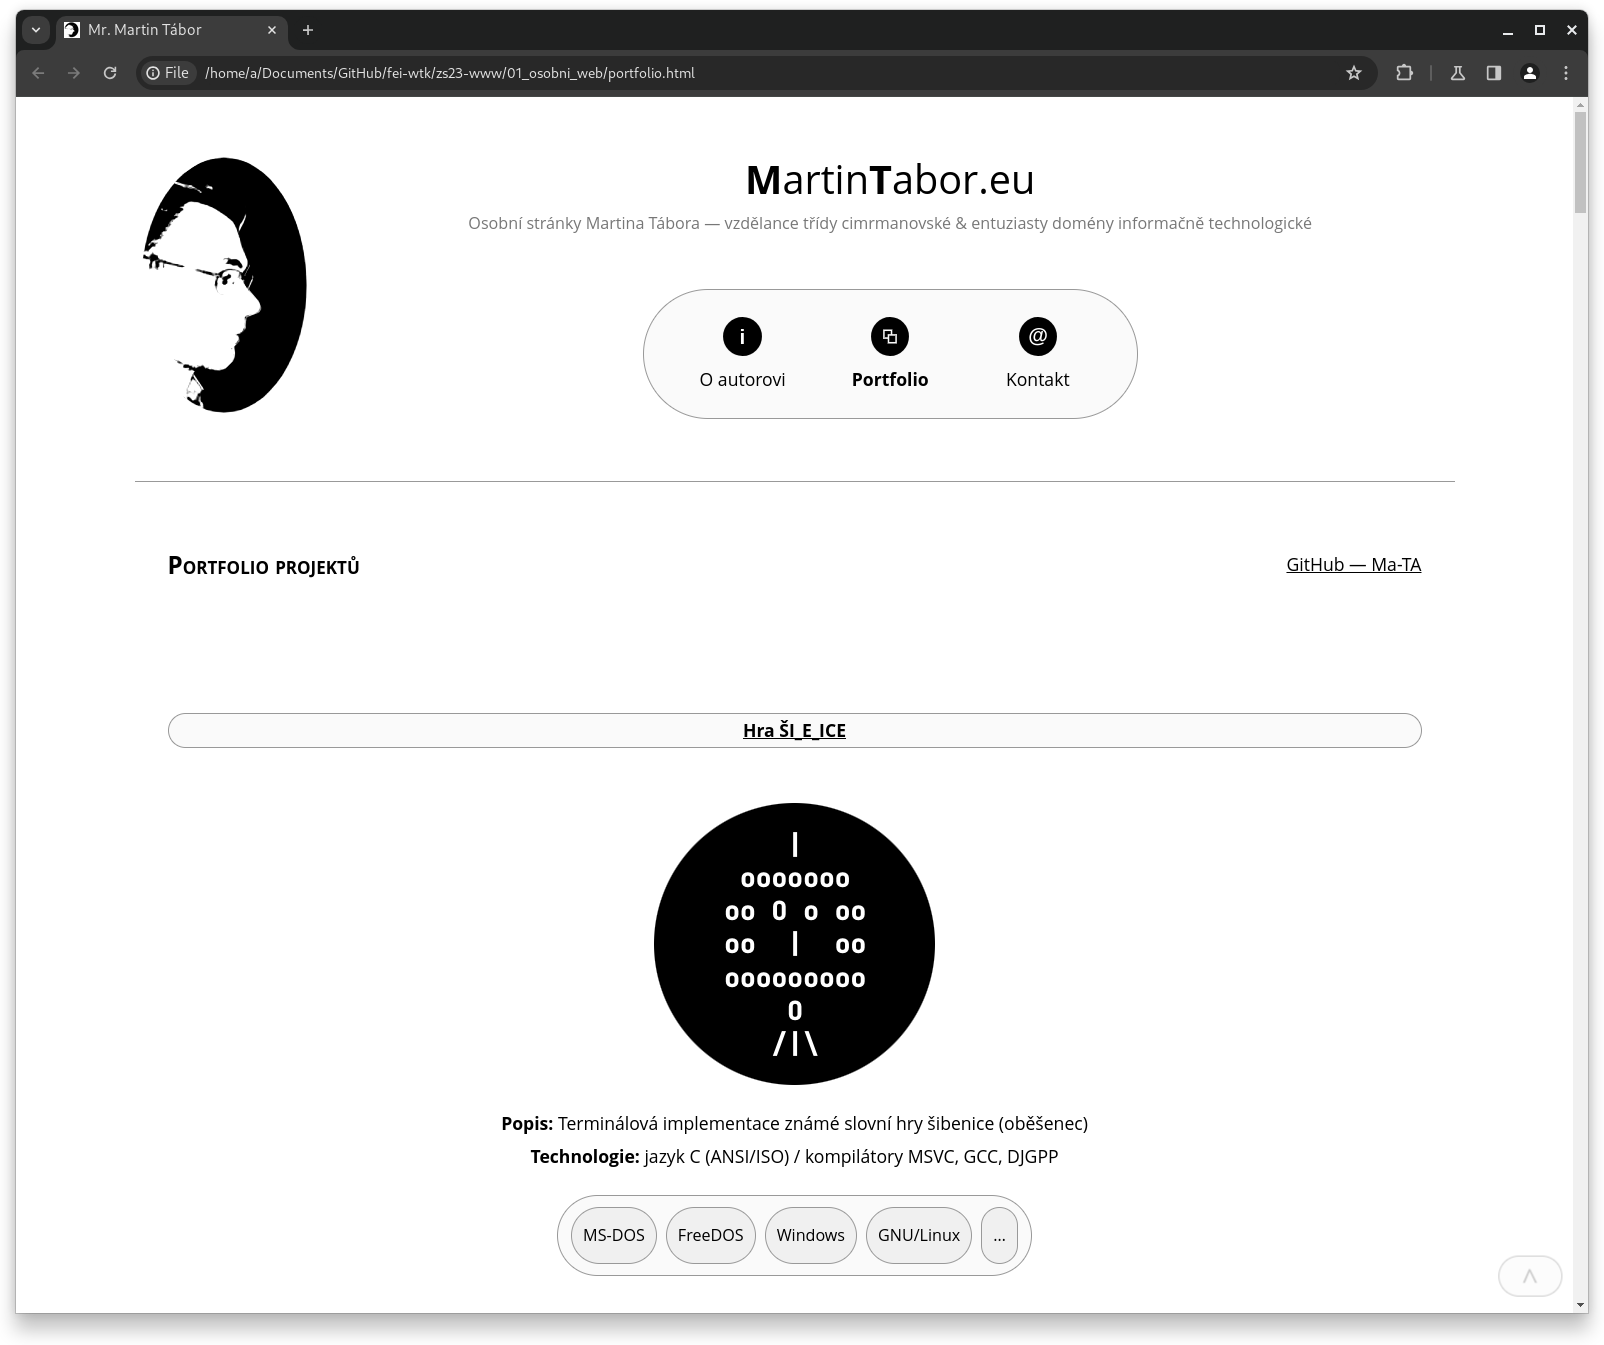 Mr. Martin Tábor
File /home/a/Documents/GitHub/fei-wtk/zs23-www/01_osobni_web/portfolio.html
MartinTabor.eu
Osobní stránky Martina Tábora — vzdělance třídy cimrmanovské & entuziasty domény informačně technologické
i @
O autorovi Portfolio Kontakt
Portfolio projektů GitHub — Ma-TA
Hra ŠI_E_ICE
|
ooooooo
oo O o oo
oo | oo
ooooooooo
O
/|\
Popis: Terminálová implementace známé slovní hry šibenice (oběšenec)
Technologie: jazyk C (ANSI/ISO) / kompilátory MSVC, GCC, DJGPP
MS-DOS FreeDOS Windows GNU/Linux ...
^